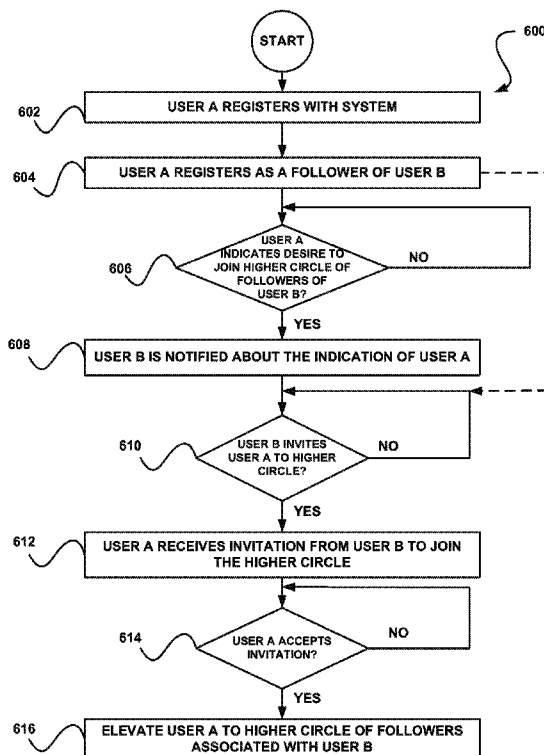 START
600
602
USER A REGISTERS WITH SYSTEM
604
USER A REGISTERS AS A FOLLOWER OF USER B
606
USER A
INDICATES DESIRE TO
JOIN HIGHER CIRCLE OF
FOLLOWERS OF
USER B?
NO
YES
608
USER B IS NOTIFIED ABOUT THE INDICATION OF USER A
610
USER B INVITES
USER A TO HIGHER
CIRCLE?
NO
YES
612
USER A RECEIVES INVITATION FROM USER B TO JOIN
THE HIGHER CIRCLE
614
USER A ACCEPTS
INVITATION?
NO
YES
616
ELEVATE USER A TO HIGHER CIRCLE OF FOLLOWERS
ASSOCIATED WITH USER B